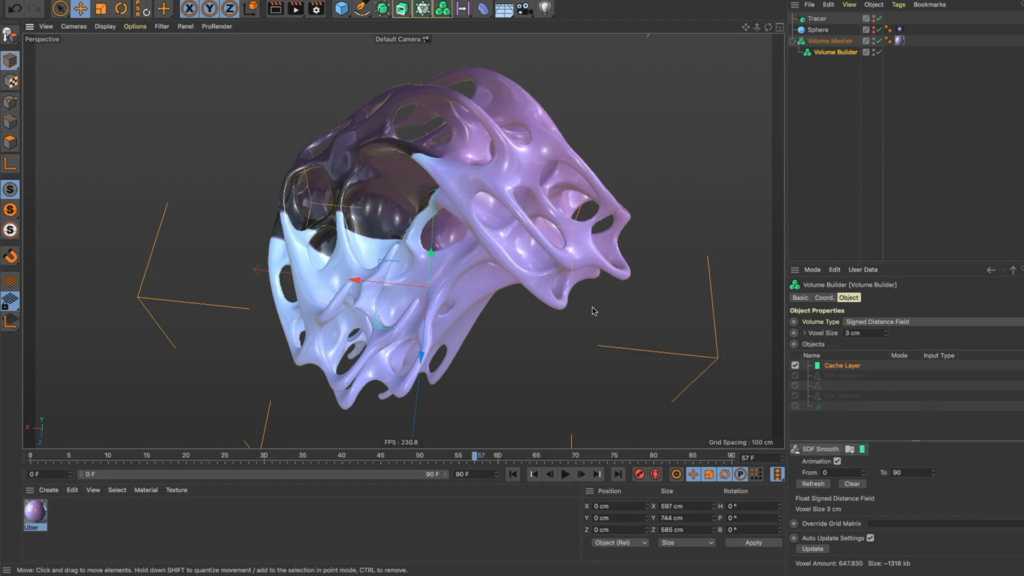 X Y Z
File Edit View Object Tags Bookmarks
View Cameras Display Options Filter Panel ProRender
Perspective
Default Camera
Tracer
Sphere
Volume Mesher
Volume Builder
S
S
S
Mode Edit User Data
Volume Builder [Volume Builder]
Basic Coord. Object
Object Properties
Volume Type Signed Distance Field
Voxel Size 3 cm
Objects
Name Mode Input Type
Cache Layer
FPS : 230.8
Grid Spacing : 100 cm
0 5 10 15 20 25 30 35 40 45 50 57 60 65 70 75 80 85 90 57 F
0 F 0 F 90 F 90 F
SDF Smooth
Animation
From 0 To 90
Refresh Clear
Float Signed Distance Field
Voxel Size 3 cm
Override Grid Matrix
Auto Update Settings
Update
Voxel Amount: 647.930 Size: ~1318 kb
Create Edit View Select Material Texture
Position Size Rotation
X 0 cm X 597 cm H 0 °
Y 0 cm Y 744 cm P 0 °
Z 0 cm Z 585 cm B 0 °
Object (Rel) Size Apply
Move: Click and drag to move elements. Hold down SHIFT to quantize movement / add to the selection in point mode, CTRL to remove.